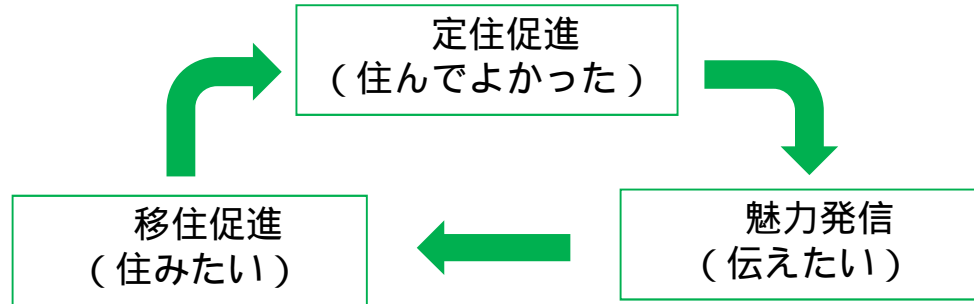 定住促進
（住んでよかった）
移住促進
（住みたい）
魅力発信
（伝えたい）